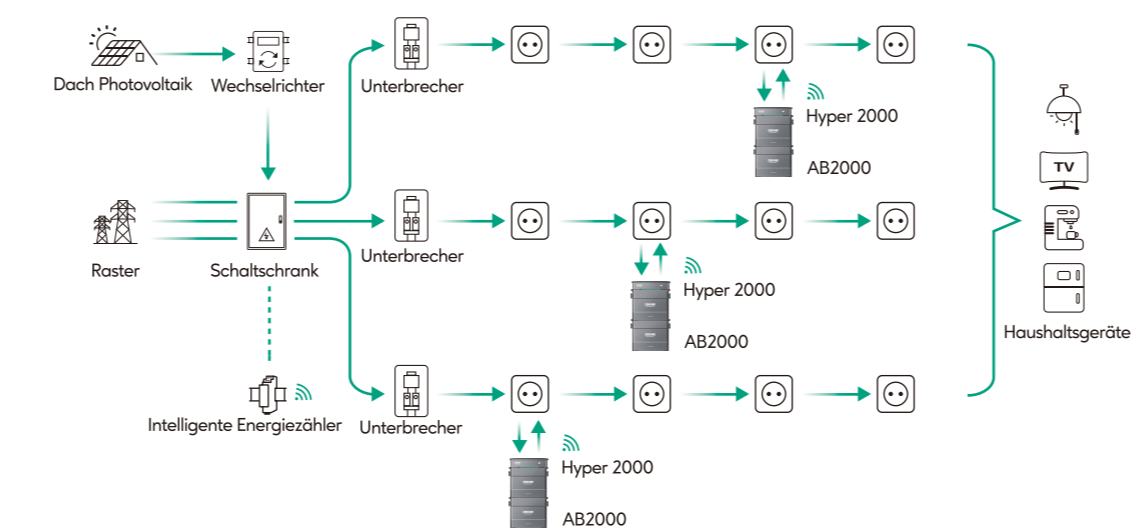 Dach Photovoltaik
Wechselrichter
Unterbrecher
Hyper 2000
AB2000
TV
Raster
Schaltschrank
Unterbrecher
Hyper 2000
AB2000
Haushaltsgeräte
Intelligente Energiezähler
Unterbrecher
Hyper 2000
AB2000